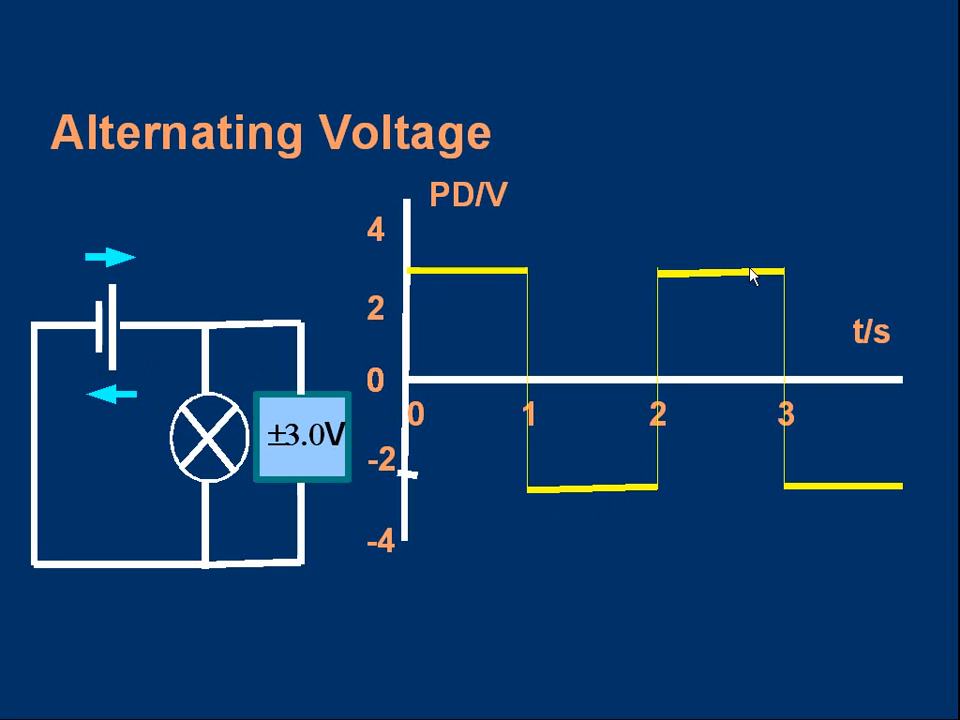 Alternating Voltage
PD/V
4
2
0
-2
-4
t/s
0 1 2 3
±3.0V